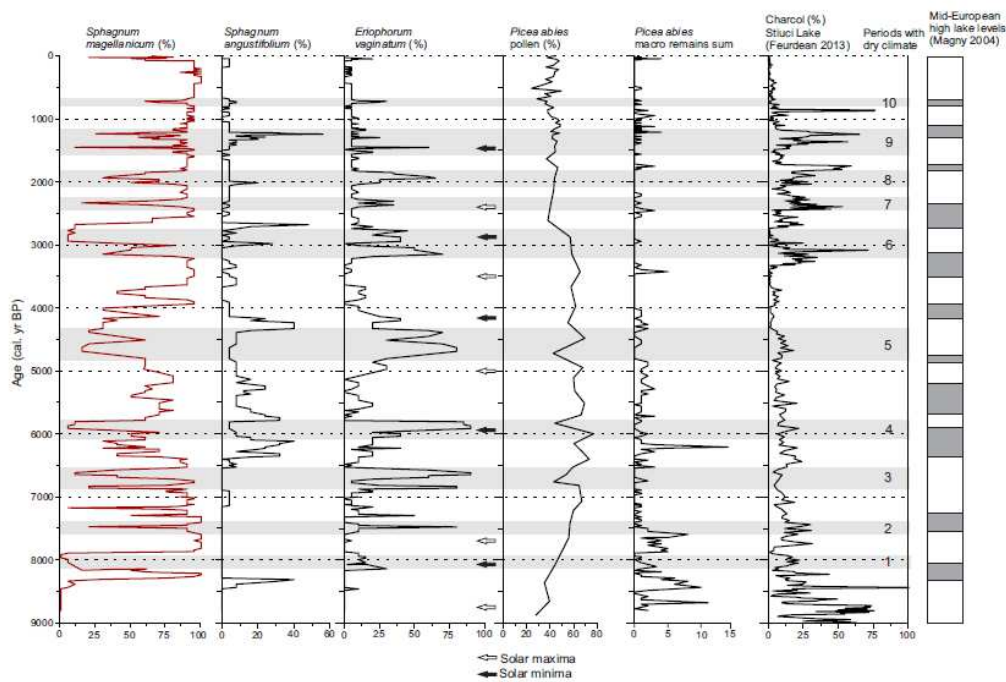 Sphagnum magellanicum (%)
Sphagnum angustifolium (%)
Eriophorum vaginatum (%)
Picea abies pollen (%)
Picea abies macro remains sum
Charcol (%)
Stiuci Lake
(Feurdean 2013)
Periods with dry climate
Mid-European
high lake levels
(Magny 2004)
Age (cal. yr BP)
0
1000
2000
3000
4000
5000
6000
7000
8000
9000
10
9
8
7
6
5
4
3
2
1
0 25 50 75 100
0 20 40 60
0 25 50 75 100
0 20 40 60 80
0 5 10 15
0 25 50 75 100
Solar maxima
Solar minima